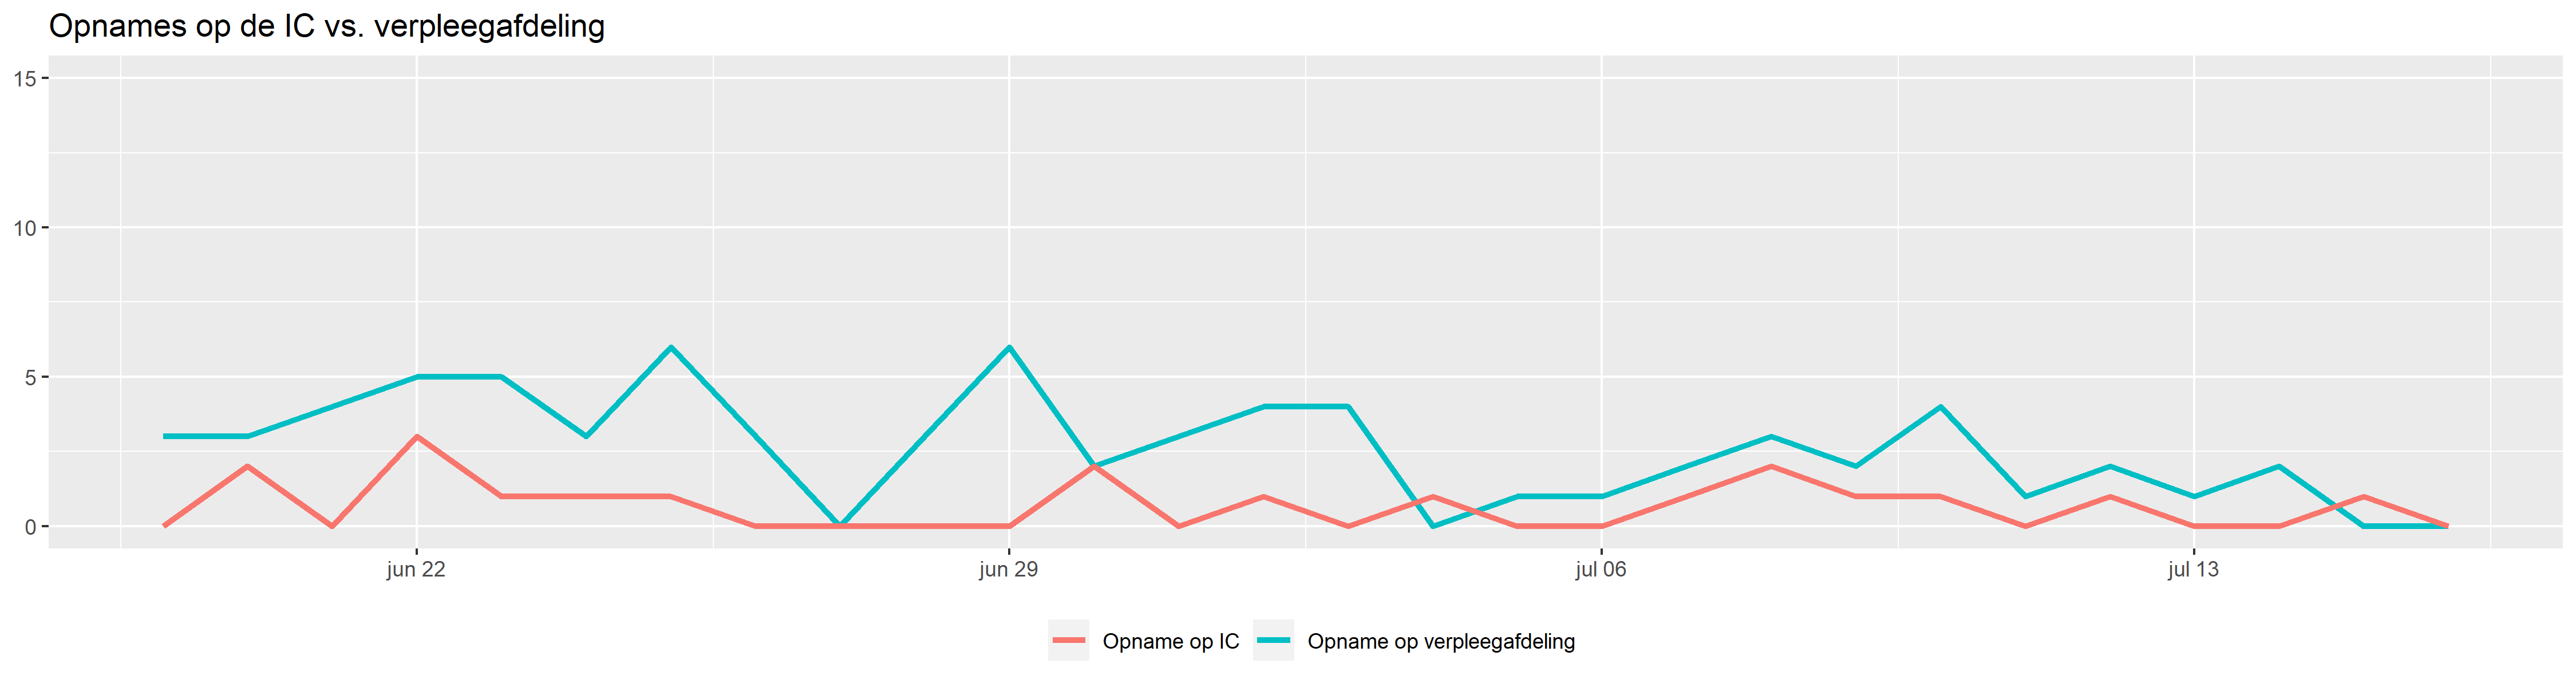 Opnames op de IC vs. verpleegafdeling
15
10
5
0
jun 22 jun 29 jul 06 jul 13
Opname op IC Opname op verpleegafdeling